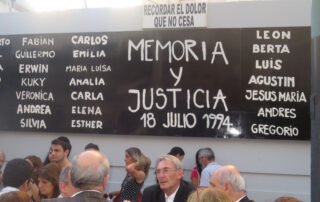 RECORDAR EL DOLOR
QUE NO CESA
FABIAN
GUILLERMO
ERWIN
KUKY
VERONICA
ANDREA
SILVIA
CARLOS
EMILIA
MARIA LUISA
ANALIA
CARLA
ELENA
ESTHER
MEMORIA
Y
JUSTICIA
18 JULIO 1994
LEON
BERTA
LUIS
AGUSTIN
JESUS MARIA
ANDRES
GREGORIO